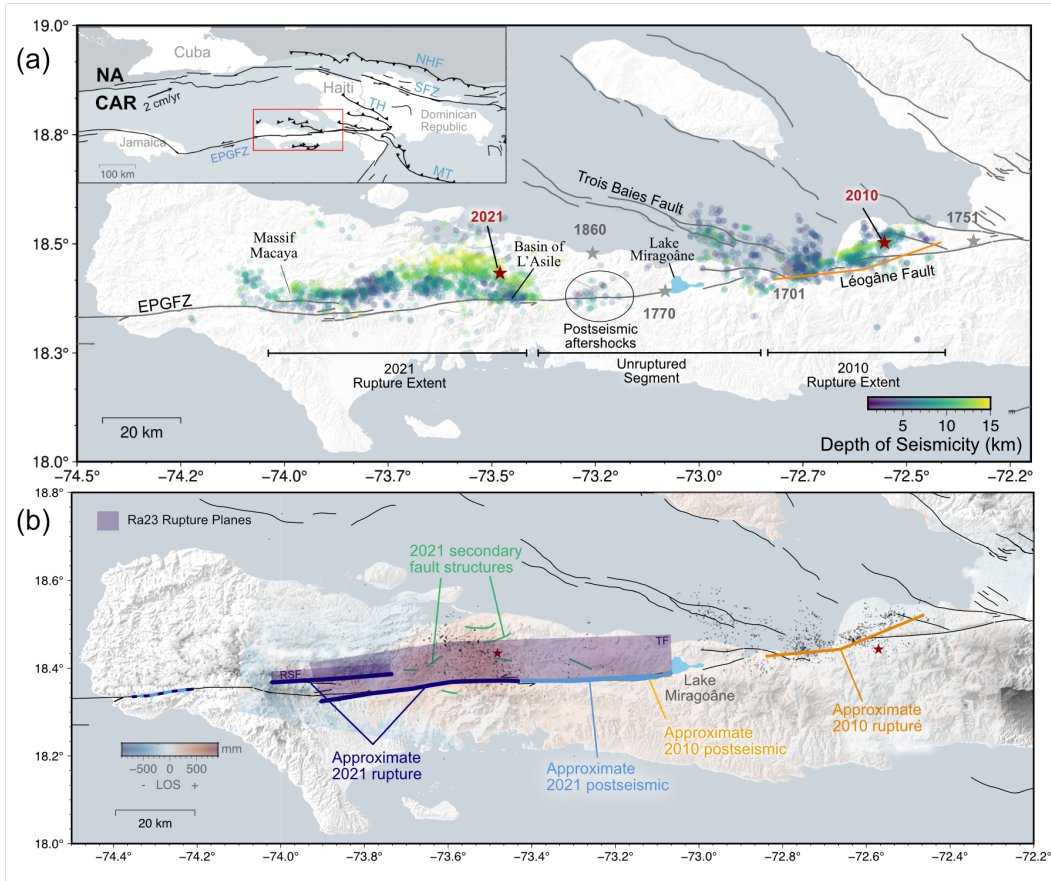 (a)
19.0°
18.8°
18.5°
18.3°
18.0°
Cuba
NA
CAR
2 cm/yr
NHF
SFZ
Haiti
TH
Dominican
Republic
Jamaica
EPGFZ
MT
100 km
Trois Baies Fault
2010
1751
2021
1860
Massif
Macaya
Basin of
L'Asile
Lake
Miragoâne
EPGFZ
1770
1701
Léogâne Fault
Postseismic
aftershocks
2021
Rupture Extent
Unruptured
Segment
2010
Rupture Extent
20 km
5
10
15
Depth of Seismicity (km)
−74.5
−74.2
−74.0
−73.7
−73.5
−73.2
−73.0
−72.7
−72.6
−72.4
−72.2
(b)
18.8°
18.6°
18.4°
18.2°
18.0°
Ra23 Rupture Planes
2021 secondary
fault structures
TF
RSF
Lake
Miragoâne
Approximate
2010 rupture
Approximate
2010 postseismic
Approximate
2021 rupture
Approximate
2021 postseismic
mm
−500
0
500
- LOS +
20 km
−74.4°
−74.2°
−74.0°
−73.8°
−73.6°
−73.5°
−73.2°
−73.0°
−72.8°
−72.6°
−72.4°
−72.2°